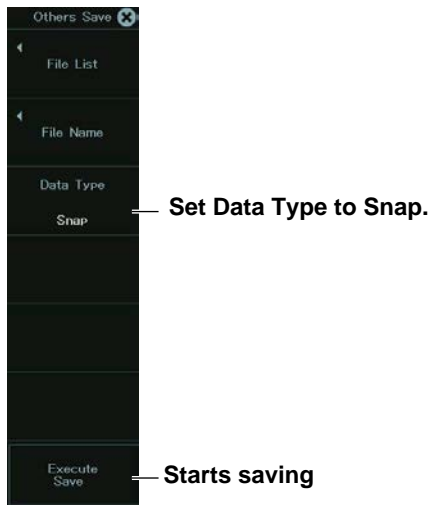 Others Save
File List
File Name
Data Type
Snap
Set Data Type to Snap.
Execute
Save
Starts saving